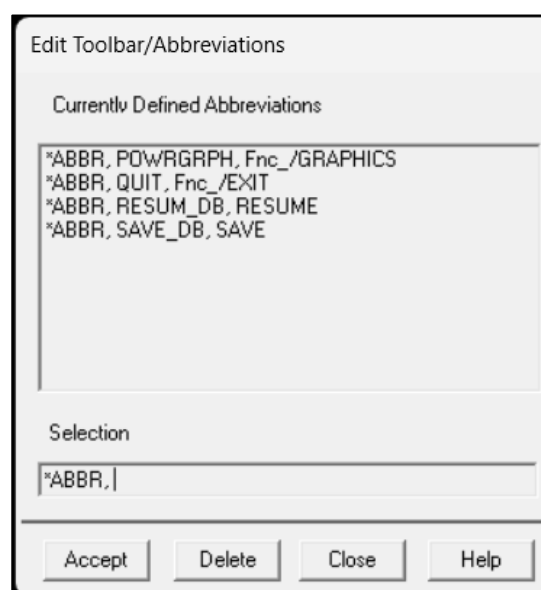 Edit Toolbar/Abbreviations
Currently Defined Abbreviations
*ABBR, POWRGRPH, Fnc_/GRAPHICS
*ABBR, QUIT, Fnc_/EXIT
*ABBR, RESUM_DB, RESUME
*ABBR, SAVE_DB, SAVE
Selection
*ABBR,
Accept Delete Close Help